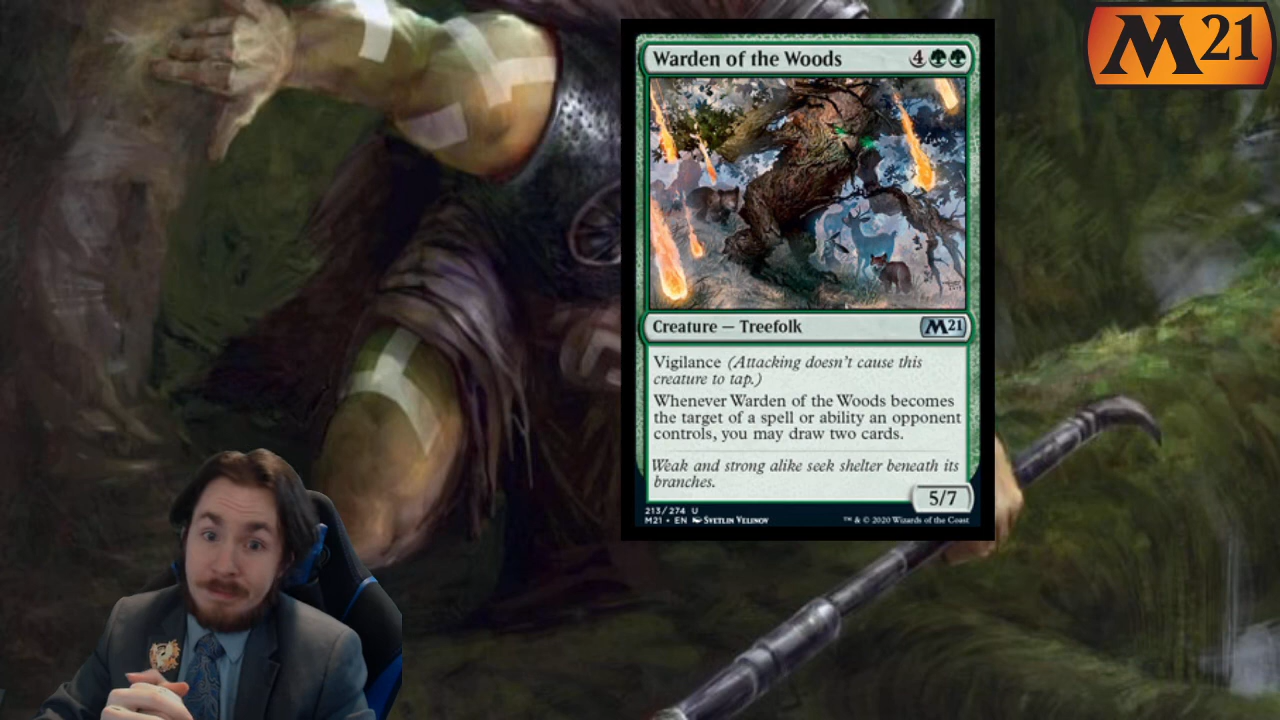 M21
Warden of the Woods 4
Creature — Treefolk
M21
Vigilance (Attacking doesn't cause this
creature to tap.)
Whenever Warden of the Woods becomes
the target of a spell or ability an opponent
controls, you may draw two cards.
Weak and strong alike seek shelter beneath its
branches.
5/7
213/274 U
M21 • EN Svetlin Velinov
™ & © 2020 Wizards of the Coast